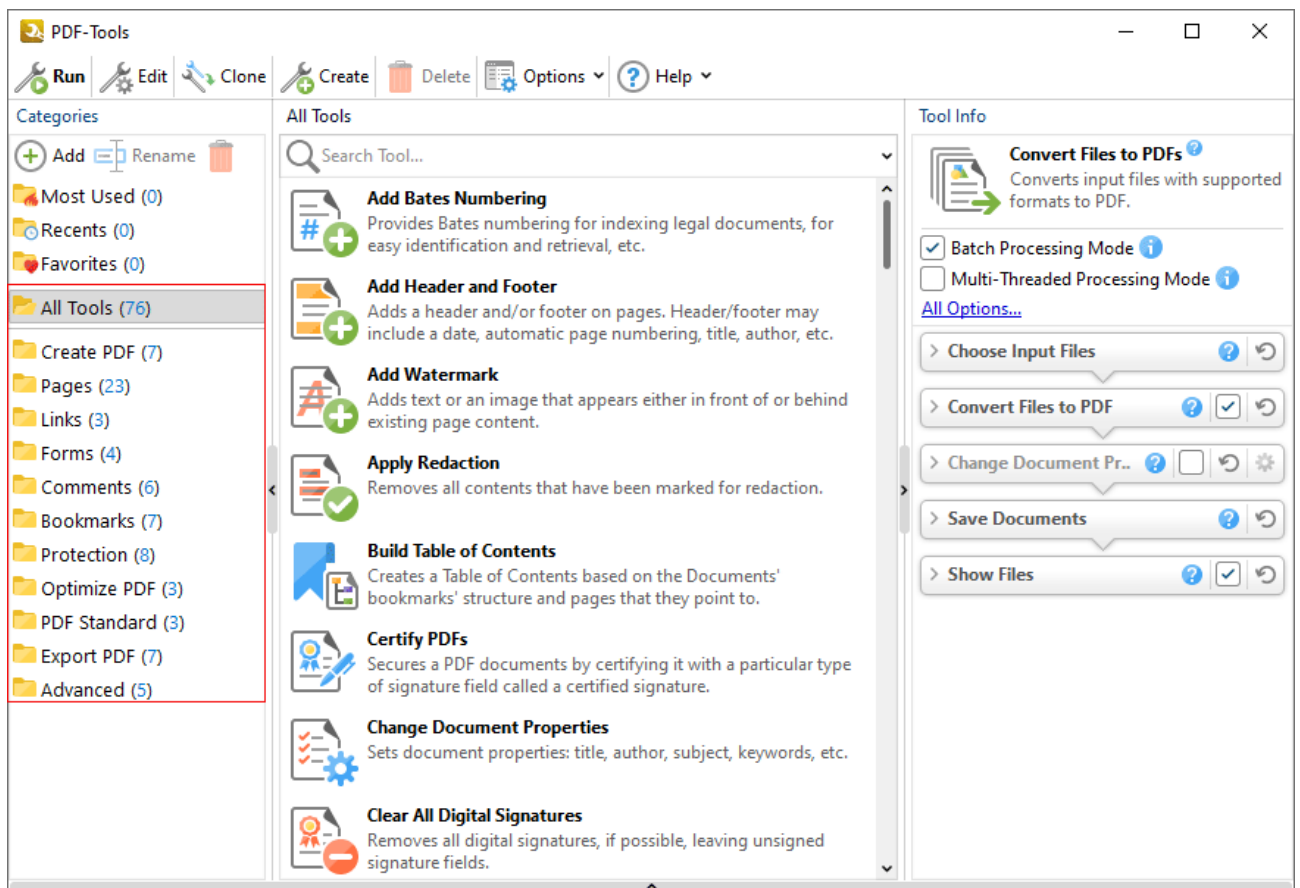 PDF-Tools
Run Edit Clone Create Delete Options Help
Categories
Add Rename
Most Used (0)
Recents (0)
Favorites (0)
All Tools (76)
Create PDF (7)
Pages (23)
Links (3)
Forms (4)
Comments (6)
Bookmarks (7)
Protection (8)
Optimize PDF (3)
PDF Standard (3)
Export PDF (7)
Advanced (5)
All Tools
Search Tool...
Add Bates Numbering
Provides Bates numbering for indexing legal documents, for
easy identification and retrieval, etc.
Add Header and Footer
Adds a header and/or footer on pages. Header/footer may
include a date, automatic page numbering, title, author, etc.
Add Watermark
Adds text or an image that appears either in front of or behind
existing page content.
Apply Redaction
Removes all contents that have been marked for redaction.
Build Table of Contents
Creates a Table of Contents based on the Documents'
bookmarks' structure and pages that they point to.
Certify PDFs
Secures a PDF documents by certifying it with a particular type
of signature field called a certified signature.
Change Document Properties
Sets document properties: title, author, subject, keywords, etc.
Clear All Digital Signatures
Removes all digital signatures, if possible, leaving unsigned
signature fields.
Tool Info
Convert Files to PDFs
Converts input files with supported
formats to PDF.
Batch Processing Mode
Multi-Threaded Processing Mode
All Options...
Choose Input Files
Convert Files to PDF
Change Document Pr..
Save Documents
Show Files